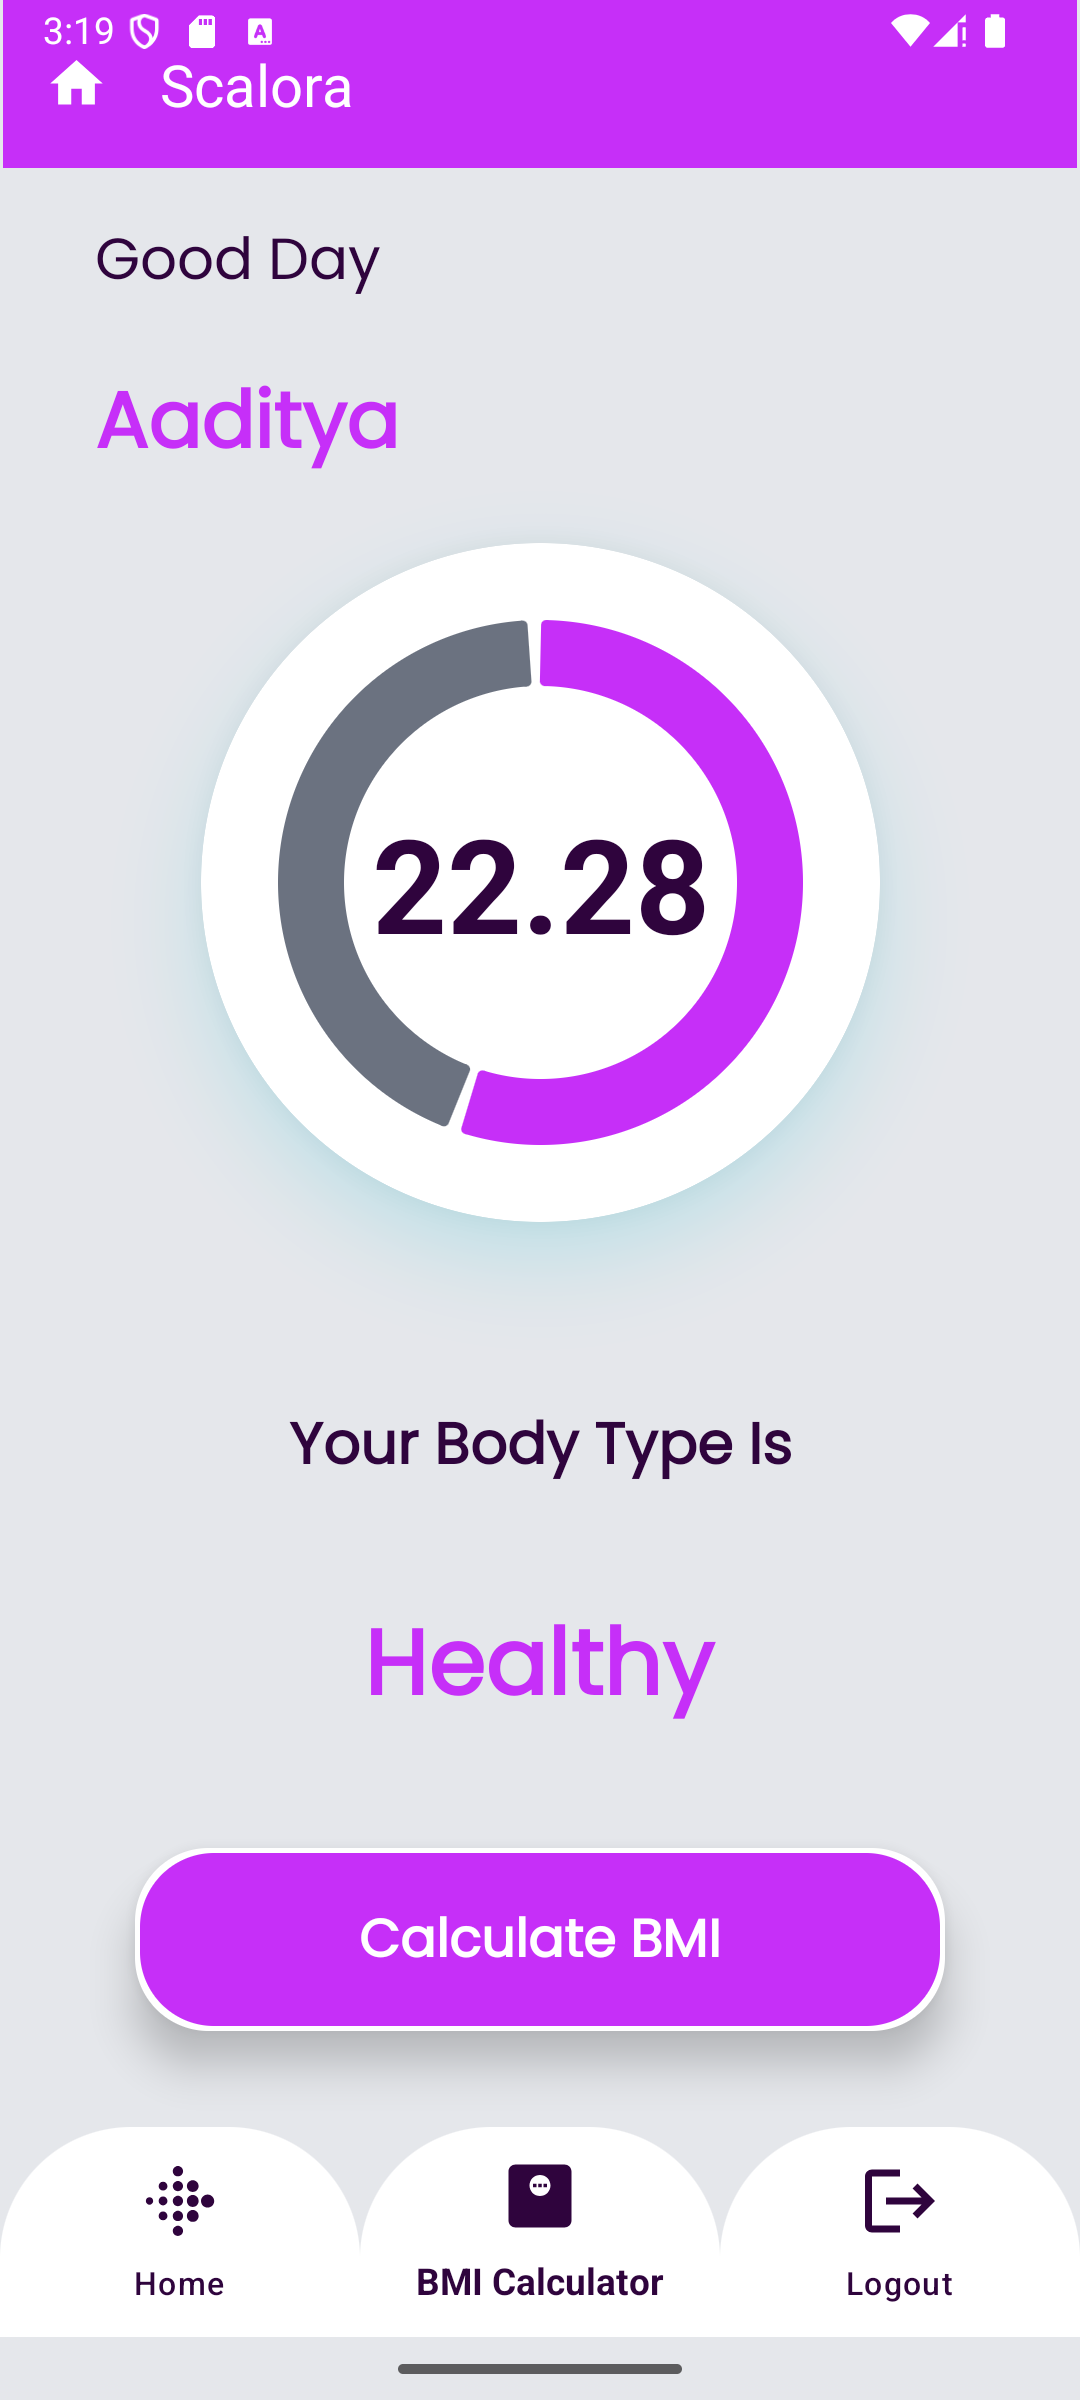 3:19
Scalora
Good Day
Aaditya
22.28
Your Body Type Is
Healthy
Calculate BMI
Home
BMI Calculator
Logout